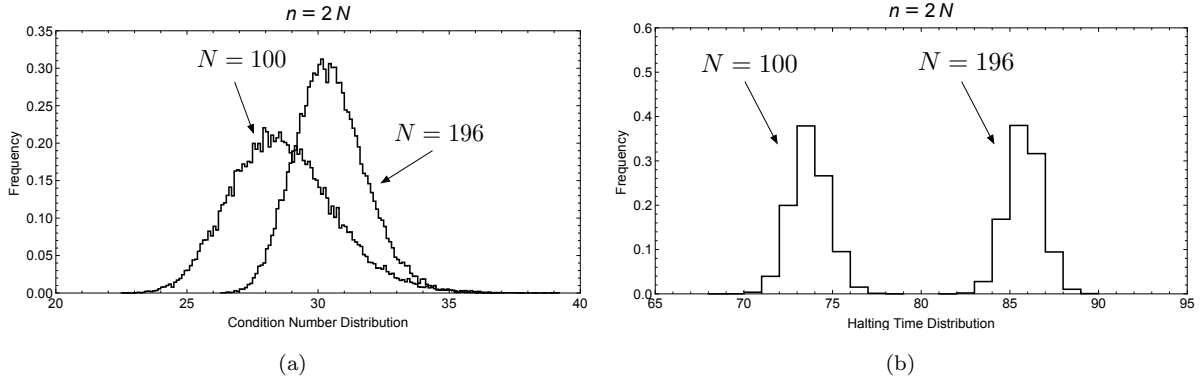 n = 2 N
0.35
0.30
0.25
0.20
0.15
0.10
0.05
0.00
Frequency
N = 100
N = 196
20 25 30 35 40
Condition Number Distribution
(a)
n = 2 N
0.6
0.5
0.4
0.3
0.2
0.1
0.0
Frequency
N = 100
N = 196
65 70 75 80 85 90 95
Halting Time Distribution
(b)